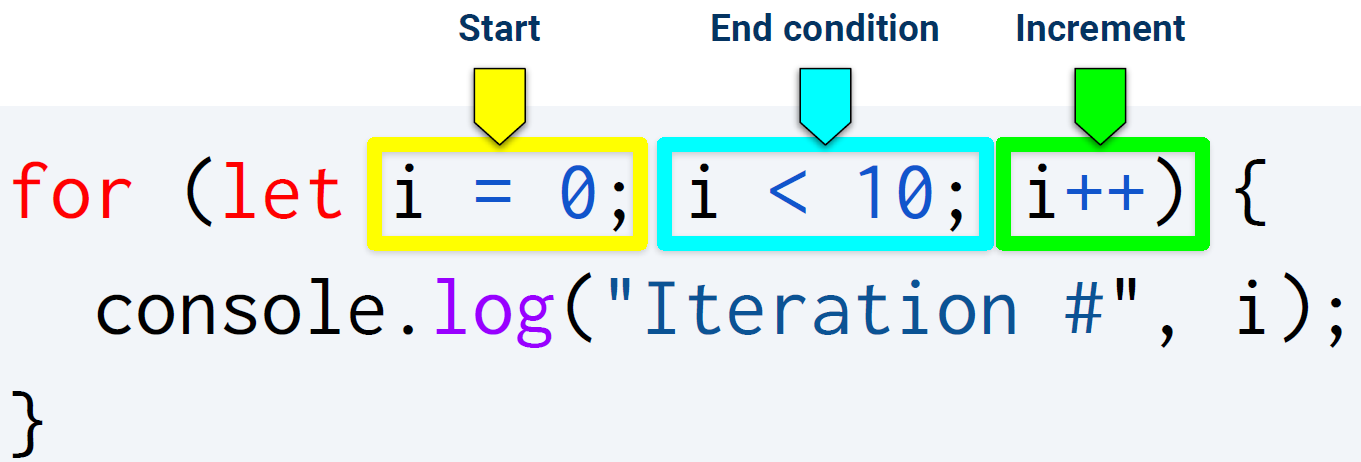 Start End condition Increment
for (let i = 0; i < 10; i++) {
  console.log("Iteration #", i);
}